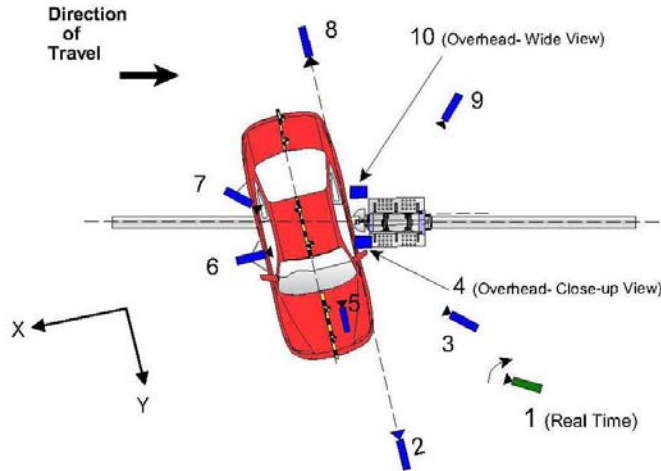 Direction
of
Travel
8
10 (Overhead- Wide View)
9
7
6
4 (Overhead- Close-up View)
5
X
Y
3
1 (Real Time)
2